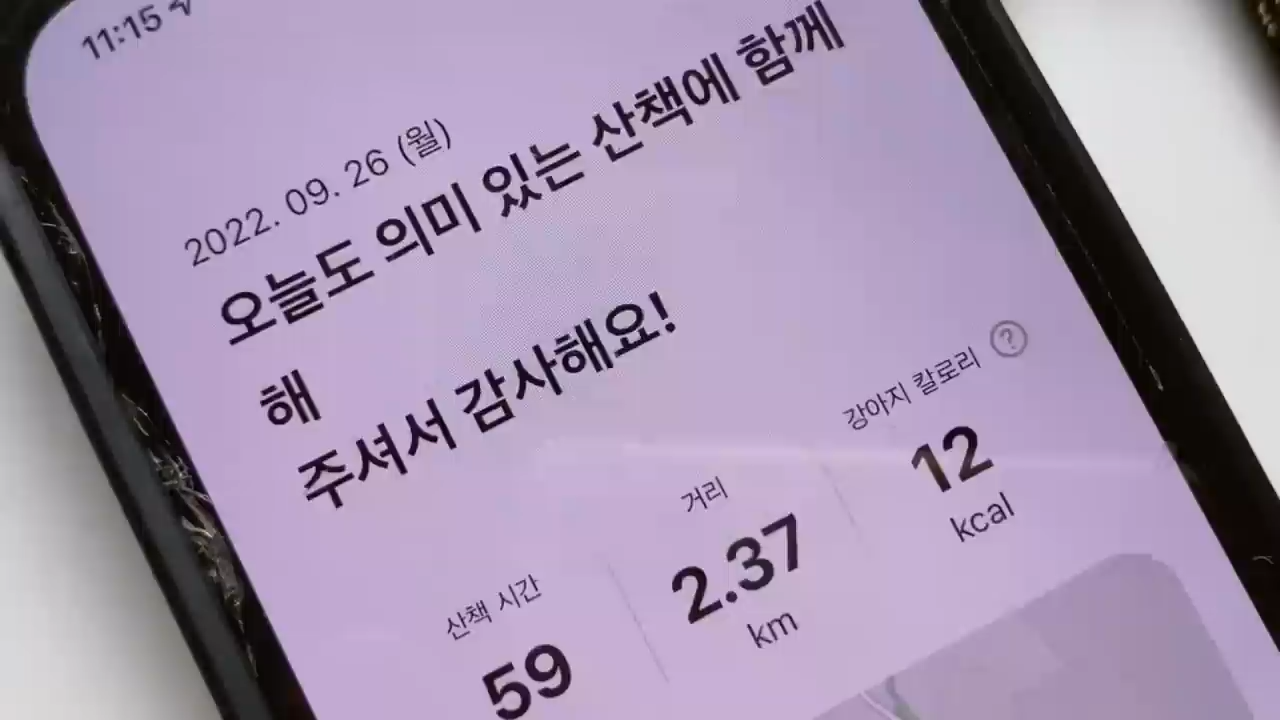 11:15
2022. 09. 26 (월)
오늘도 의미 있는 산책에 함께
해
주셔서 감사해요!
산책 시간
거리
강아지 칼로리 ?
59
2.37
12
km
kcal